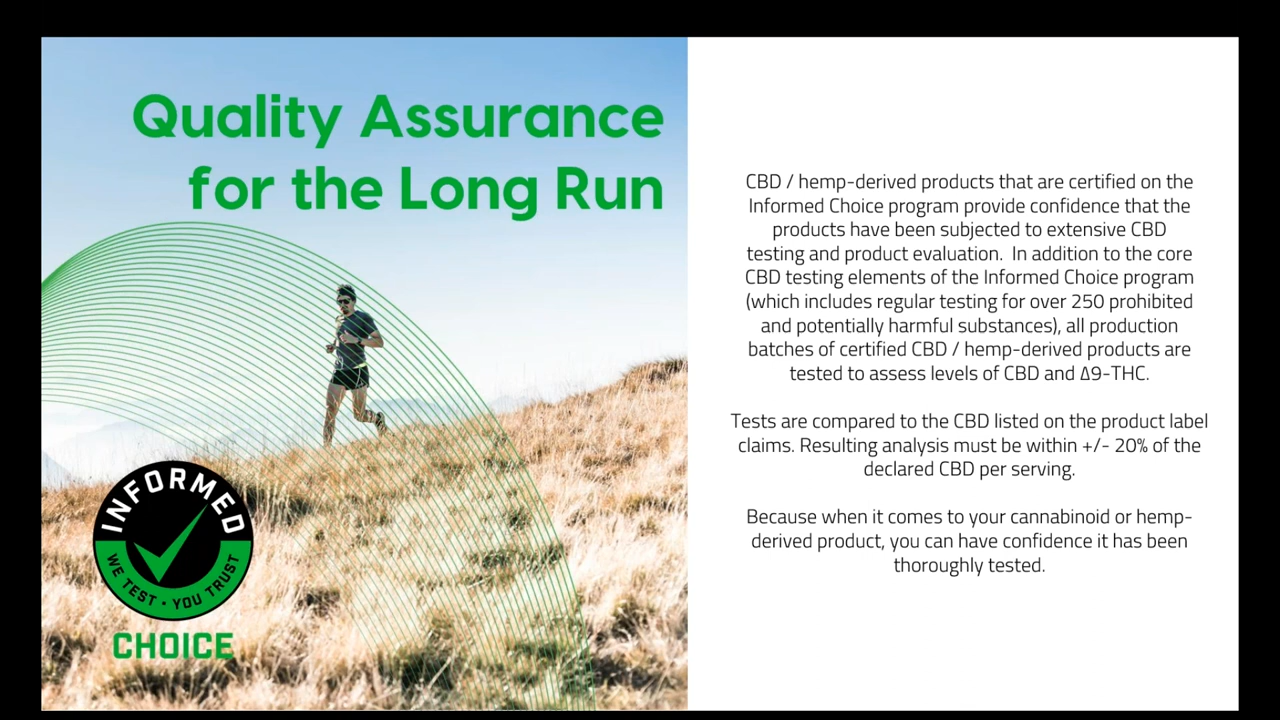 Quality Assurance
for the Long Run
INFORMED
WE TEST • YOU TRUST
CHOICE
CBD / hemp-derived products that are certified on the
Informed Choice program provide confidence that the
products have been subjected to extensive CBD
testing and product evaluation.  In addition to the core
CBD testing elements of the Informed Choice program
(which includes regular testing for over 250 prohibited
and potentially harmful substances), all production
batches of certified CBD / hemp-derived products are
tested to assess levels of CBD and Δ9-THC.
Tests are compared to the CBD listed on the product label
claims. Resulting analysis must be within +/- 20% of the
declared CBD per serving.
Because when it comes to your cannabinoid or hemp-
derived product, you can have confidence it has been
thoroughly tested.